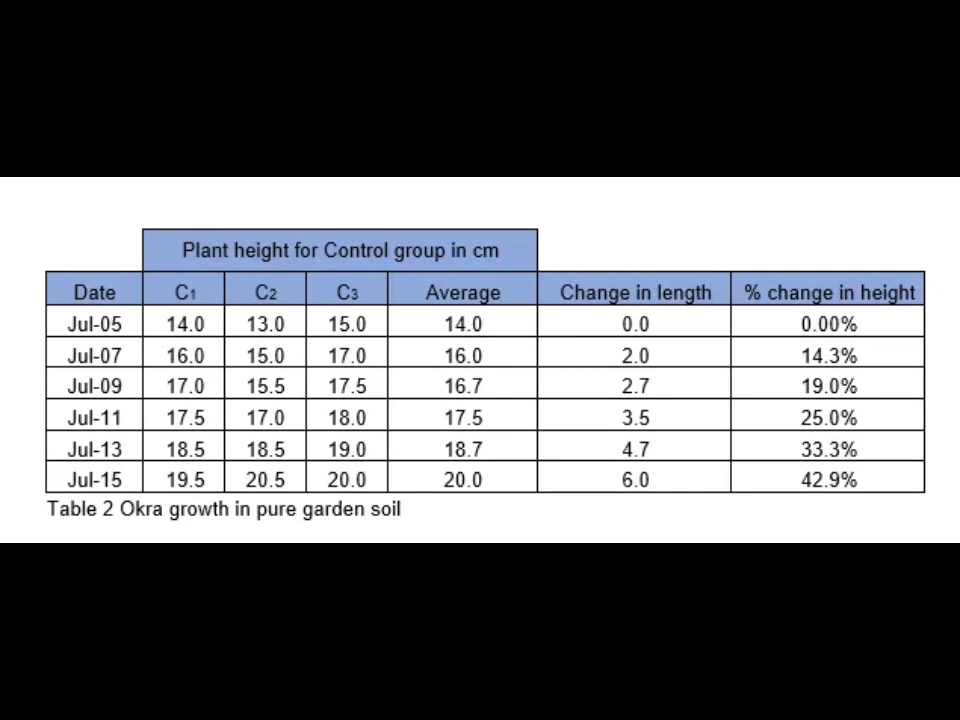 Plant height for Control group in cm
Date C1 C2 C3 Average Change in length % change in height
Jul-05 14.0 13.0 15.0 14.0 0.0 0.00%
Jul-07 16.0 15.0 17.0 16.0 2.0 14.3%
Jul-09 17.0 15.5 17.5 16.7 2.7 19.0%
Jul-11 17.5 17.0 18.0 17.5 3.5 25.0%
Jul-13 18.5 18.5 19.0 18.7 4.7 33.3%
Jul-15 19.5 20.5 20.0 20.0 6.0 42.9%
Table 2 Okra growth in pure garden soil